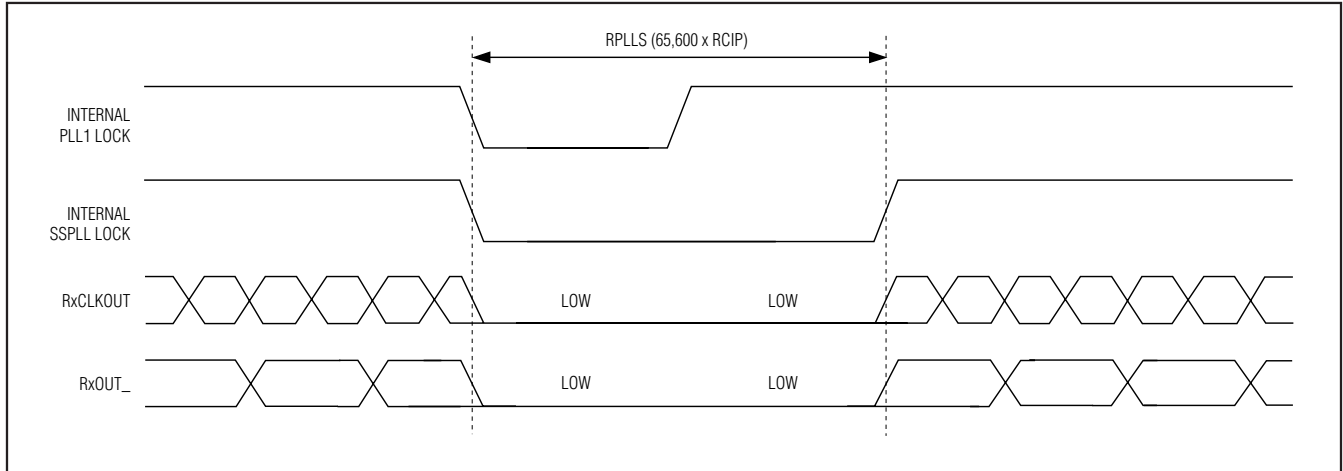 RPLLS (65,600 x RCIP)
INTERNAL
PLL1 LOCK
INTERNAL
SSPLL LOCK
RxCLKOUT
LOW
LOW
RxOUT_
LOW
LOW